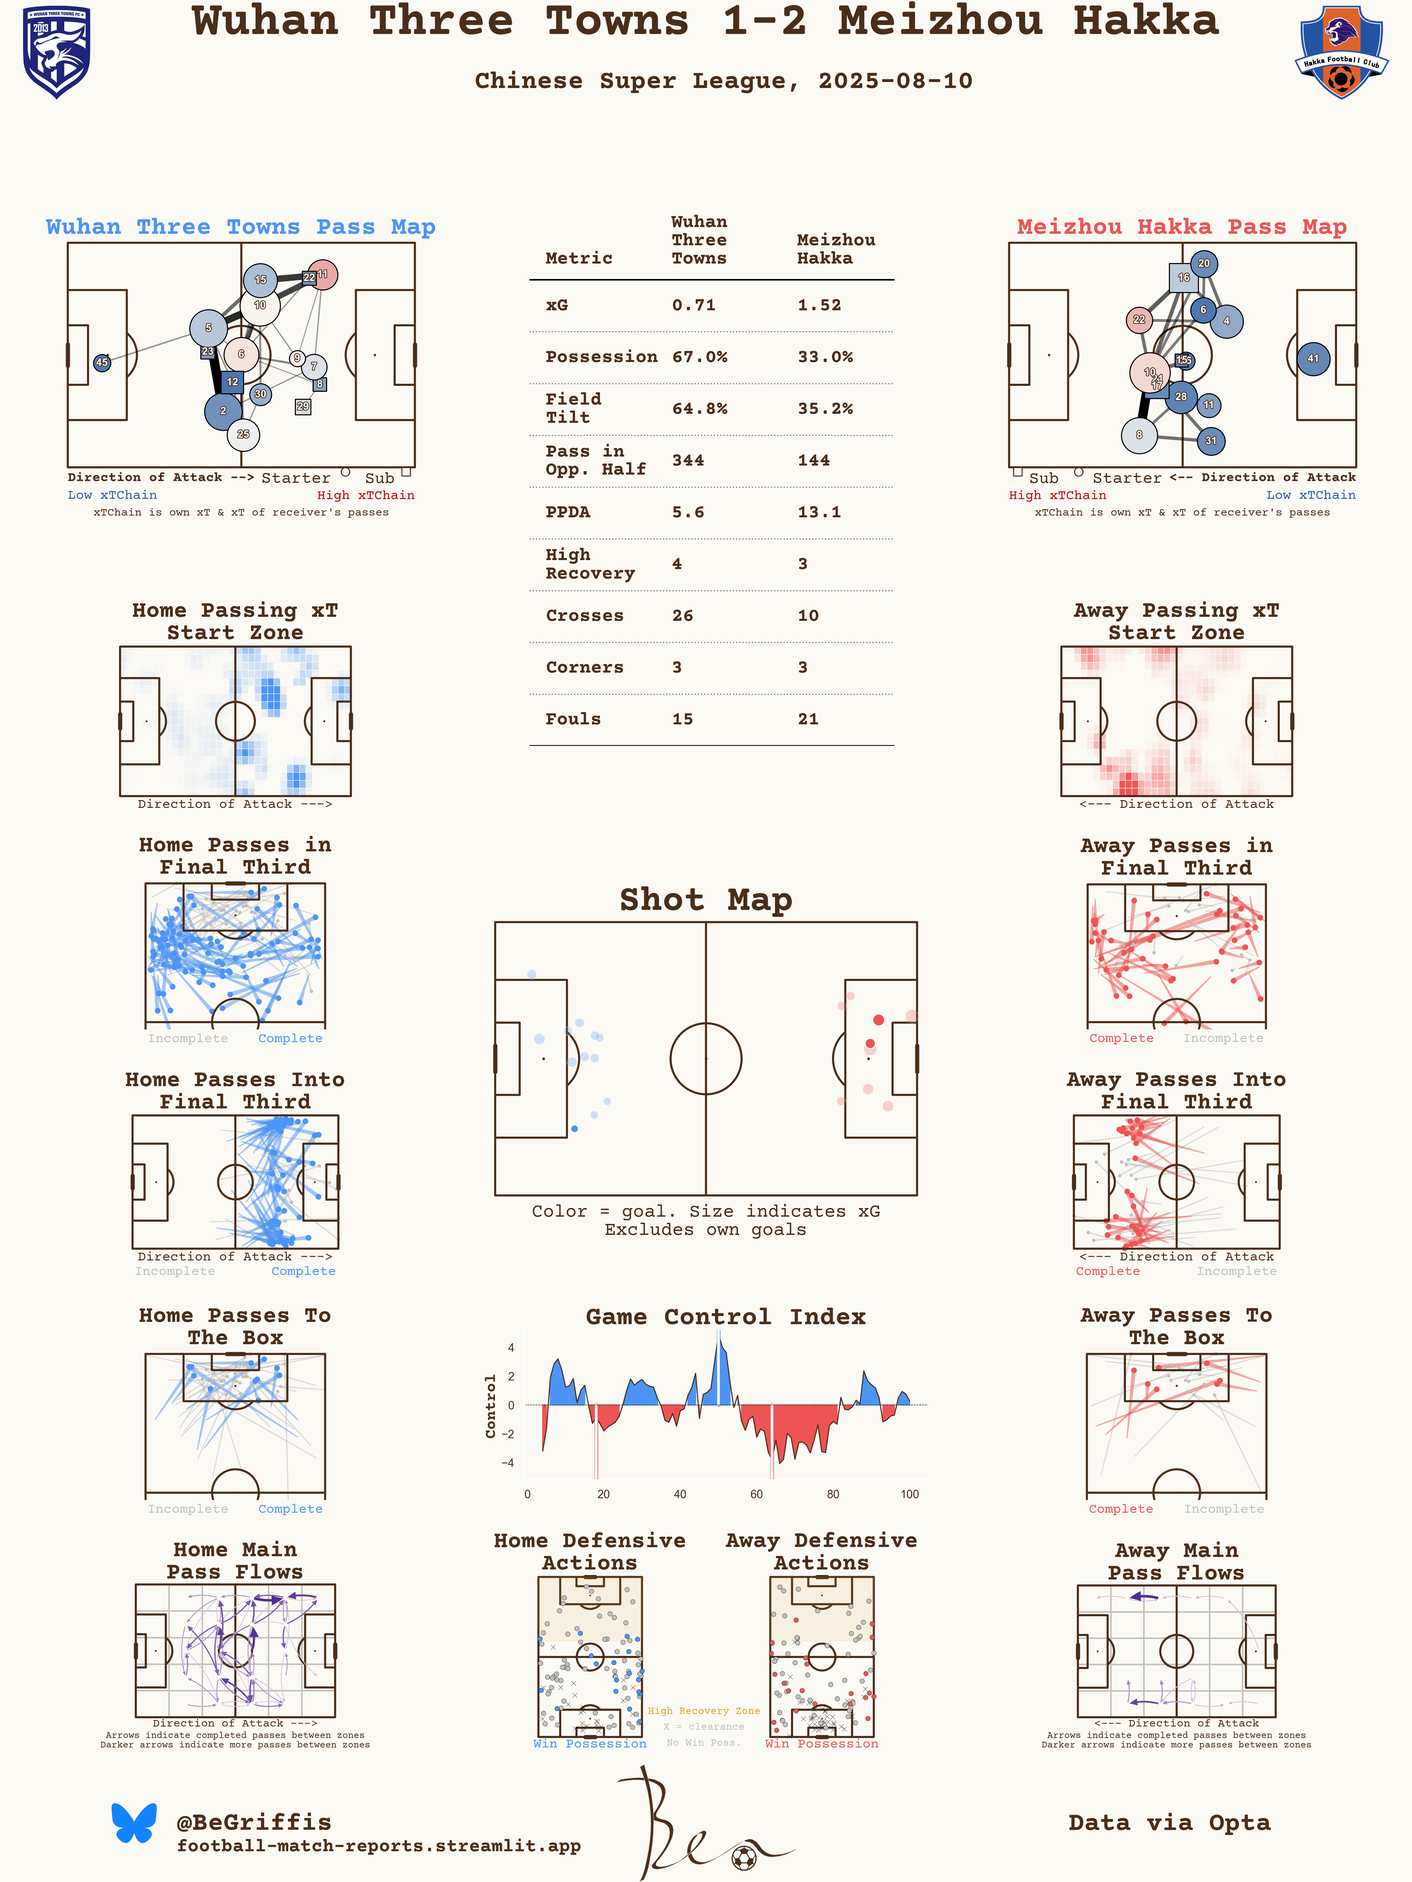 Wuhan Three Towns 1-2 Meizhou Hakka
Chinese Super League, 2025-08-10
WUHAN THREE TOWNS FC
2013
Hakka Football Club
Wuhan Three Towns Pass Map
15
22
11
10
5
23
6
9
7
45
12
8
30
29
2
25
Direction of Attack --> Starter Sub
Low xTChain High xTChain
xTChain is own xT & xT of receiver's passes
Metric Wuhan Three Towns Meizhou Hakka
xG 0.71 1.52
Possession 67.0% 33.0%
Field Tilt 64.8% 35.2%
Pass in Opp. Half 344 144
PPDA 5.6 13.1
High Recovery 4 3
Crosses 26 10
Corners 3 3
Fouls 15 21
Meizhou Hakka Pass Map
20
16
6
22
4
15
41
10
21
17
28
11
8
31
Sub Starter <-- Direction of Attack
High xTChain Low xTChain
xTChain is own xT & xT of receiver's passes
Home Passing xT
Start Zone
Direction of Attack --->
Away Passing xT
Start Zone
<--- Direction of Attack
Home Passes in
Final Third
Incomplete Complete
Away Passes in
Final Third
Complete Incomplete
Shot Map
Color = goal. Size indicates xG
Excludes own goals
Home Passes Into
Final Third
Direction of Attack --->
Incomplete Complete
Away Passes Into
Final Third
<--- Direction of Attack
Complete Incomplete
Home Passes To
The Box
Incomplete Complete
Game Control Index
Control
4
2
0
−2
−4
0 20 40 60 80 100
Away Passes To
The Box
Complete Incomplete
Home Main
Pass Flows
Direction of Attack --->
Arrows indicate completed passes between zones
Darker arrows indicate more passes between zones
Home Defensive
Actions
Win Possession
Away Defensive
Actions
Win Possession
High Recovery Zone
X = clearance
No Win Poss.
Away Main
Pass Flows
<--- Direction of Attack
Arrows indicate completed passes between zones
Darker arrows indicate more passes between zones
@BeGriffis
football-match-reports.streamlit.app
Ben
Data via Opta